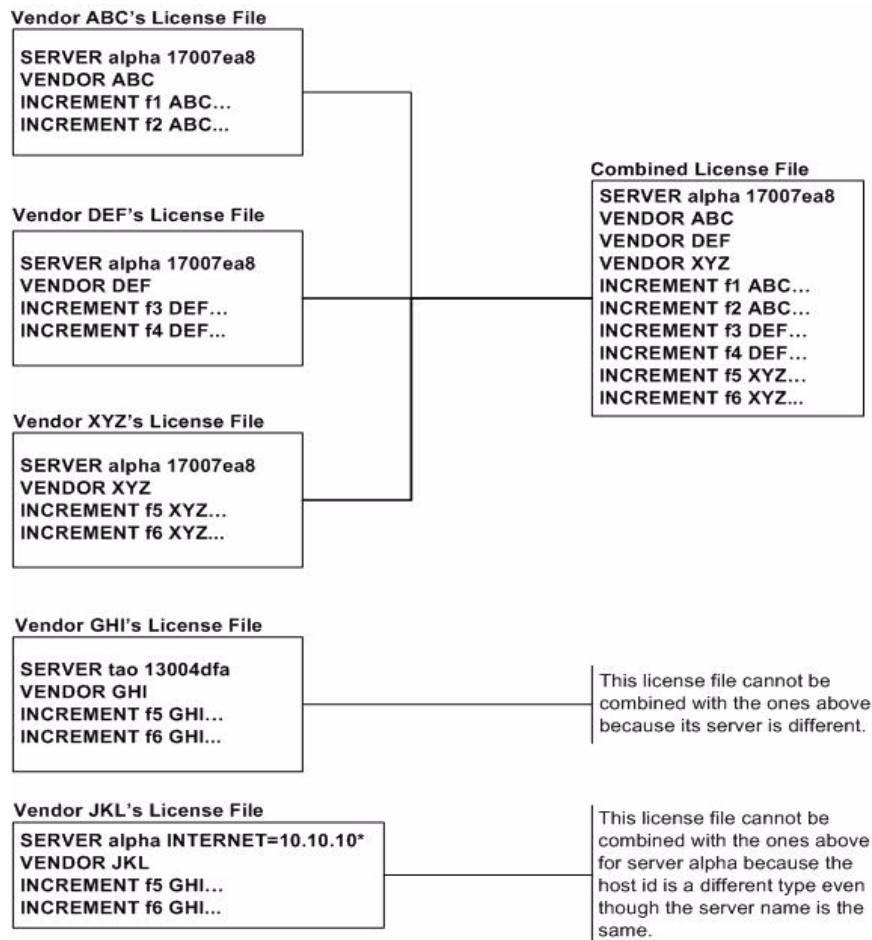 Vendor ABC's License File
SERVER alpha 17007ea8
VENDOR ABC
INCREMENT f1 ABC...
INCREMENT f2 ABC...
Vendor DEF's License File
SERVER alpha 17007ea8
VENDOR DEF
INCREMENT f3 DEF...
INCREMENT f4 DEF...
Vendor XYZ's License File
SERVER alpha 17007ea8
VENDOR XYZ
INCREMENT f5 XYZ...
INCREMENT f6 XYZ...
Combined License File
SERVER alpha 17007ea8
VENDOR ABC
VENDOR DEF
VENDOR XYZ
INCREMENT f1 ABC...
INCREMENT f2 ABC...
INCREMENT f3 DEF...
INCREMENT f4 DEF...
INCREMENT f5 XYZ...
INCREMENT f6 XYZ...
Vendor GHI's License File
SERVER tao 13004dfa
VENDOR GHI
INCREMENT f5 GHI...
INCREMENT f6 GHI...
This license file cannot be
combined with the ones above
because its server is different.
Vendor JKL's License File
SERVER alpha INTERNET=10.10.10*
VENDOR JKL
INCREMENT f5 GHI...
INCREMENT f6 GHI...
This license file cannot be
combined with the ones above
for server alpha because the
host id is a different type even
though the server name is the
same.